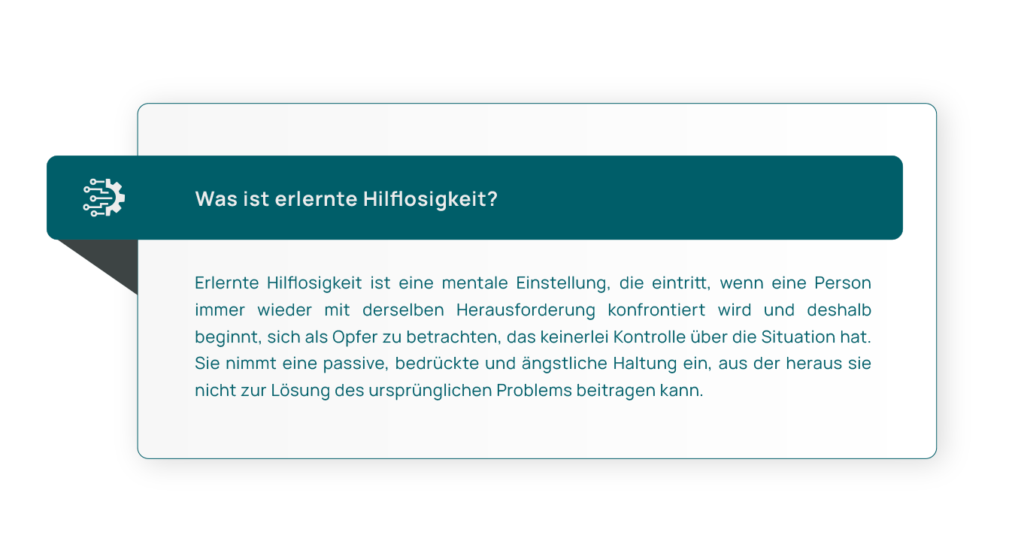 Was ist erlernte Hilflosigkeit?
Erlernte Hilflosigkeit ist eine mentale Einstellung, die eintritt, wenn eine Person
immer wieder mit derselben Herausforderung konfrontiert wird und deshalb
beginnt, sich als Opfer zu betrachten, das keinerlei Kontrolle über die Situation hat.
Sie nimmt eine passive, bedrückte und ängstliche Haltung ein, aus der heraus sie
nicht zur Lösung des ursprünglichen Problems beitragen kann.